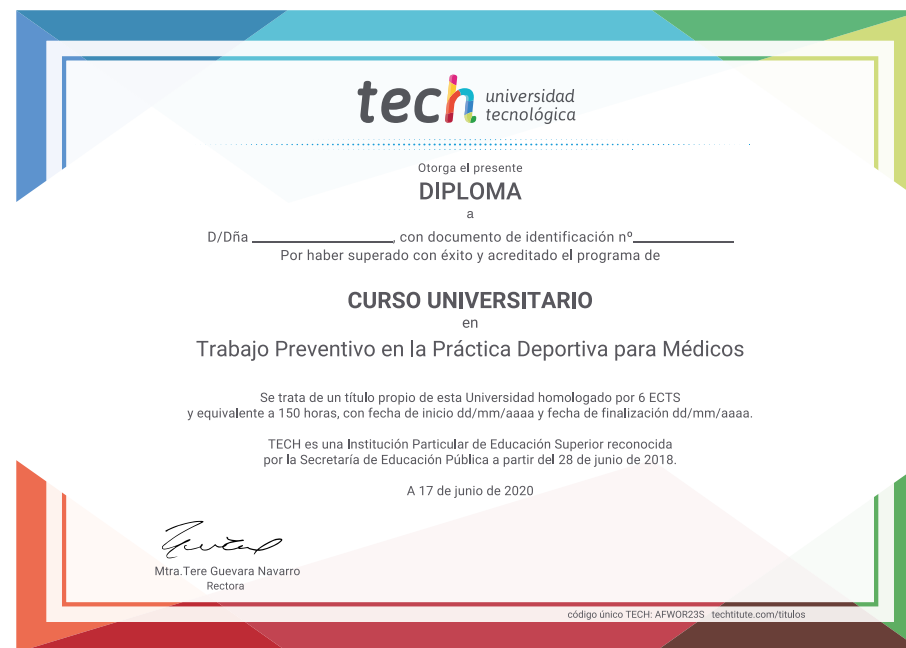 tech universidad
tecnológica
Otorga el presente
DIPLOMA
a
D/Dña ____________________, con documento de identificación nº______________
Por haber superado con éxito y acreditado el programa de
CURSO UNIVERSITARIO
en
Trabajo Preventivo en la Práctica Deportiva para Médicos
Se trata de un título propio de esta Universidad homologado por 6 ECTS
y equivalente a 150 horas, con fecha de inicio dd/mm/aaaa y fecha de finalización dd/mm/aaaa.
TECH es una Institución Particular de Educación Superior reconocida
por la Secretaría de Educación Pública a partir del 28 de junio de 2018.
A 17 de junio de 2020
Mtra.Tere Guevara Navarro
Rectora
código único TECH: AFWOR23S techtitute.com/titulos